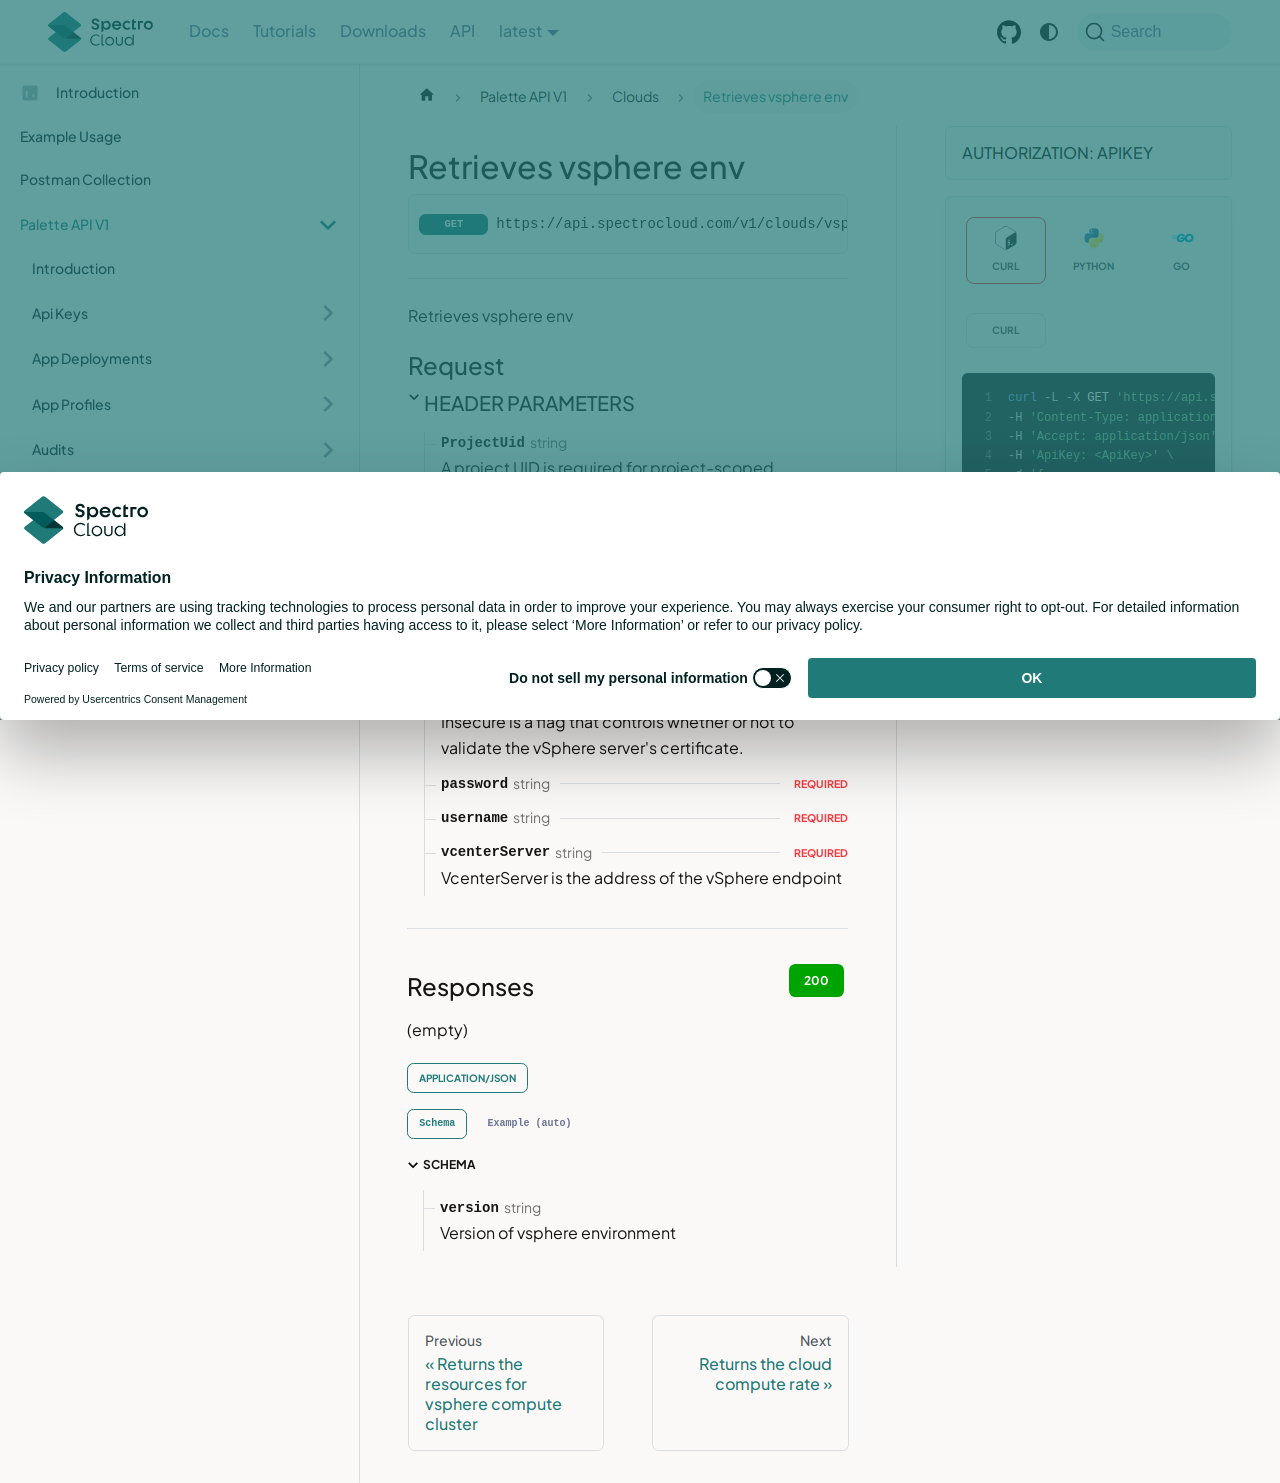 Spectro Cloud
Docs
Tutorials
Downloads
API
latest
Search
Introduction
Example Usage
Postman Collection
Palette API V1
Introduction
Api Keys
App Deployments
App Profiles
Audits
Palette API V1
Clouds
Retrieves vsphere env
Retrieves vsphere env
GET https://api.spectrocloud.com/v1/clouds/vsp
Retrieves vsphere env
Request
HEADER PARAMETERS
ProjectUid string
A project UID is required for project-scoped
AUTHORIZATION: APIKEY
CURL
PYTHON
GO
CURL
1 curl -L -X GET 'https://api.s
2 -H 'Content-Type: application
3 -H 'Accept: application/json'
4 -H 'ApiKey: <ApiKey>' \
Spectro
Cloud
Privacy Information
We and our partners are using tracking technologies to process personal data in order to improve your experience. You may always exercise your consumer right to opt-out. For detailed information
about personal information we collect and third parties having access to it, please select ‘More Information’ or refer to our privacy policy.
Privacy policy
Terms of service
More Information
Powered by Usercentrics Consent Management
Do not sell my personal information
OK
Insecure is a flag that controls whether or not to
validate the vSphere server's certificate.
password string REQUIRED
username string REQUIRED
vcenterServer string REQUIRED
VcenterServer is the address of the vSphere endpoint
Responses
200
(empty)
APPLICATION/JSON
Schema
Example (auto)
SCHEMA
version string
Version of vsphere environment
Previous
« Returns the
resources for
vsphere compute
cluster
Next
Returns the cloud
compute rate »